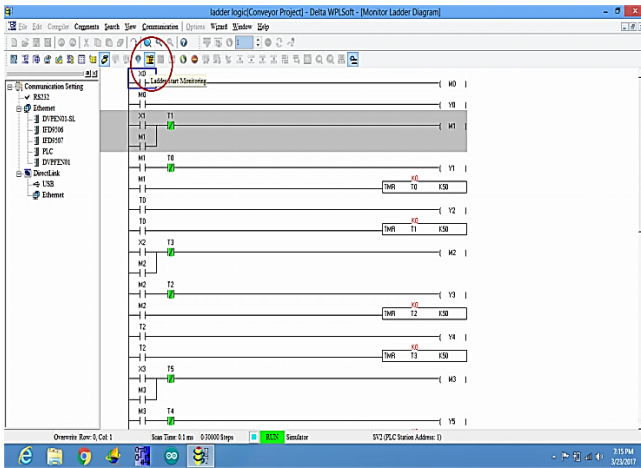 ladder logic[Conveyor Project] - Delta WPLSoft - [Monitor Ladder Diagram]
File Edit Compiler Comments Search View Communication Options Wizard Window Help
Ladder start Monitoring
Communication Setting
RS232
Ethernet
DVPEN01-SL
IFD9506
IFD9507
PLC
DVPFEN01
DirectLink
USB
Ethernet
X0
M0
M0
Y0
X1 T1
M1
M1
M1 T0
Y1
M1
K0
TMR T0 K50
T0
Y2
T0
K0
TMR T1 K50
X2 T3
M2
M2
M2 T2
Y3
M2
K0
TMR T2 K50
T2
Y4
T2
K0
TMR T3 K50
X3 T5
M3
M3
M3 T4
Y5
Overwrite Row: 0, Col: 1 Scan Time: 0.1 ms 0/30000 Steps RUN Simulator SV2 (PLC Station Address: 1)
2:15 PM
3/23/2017